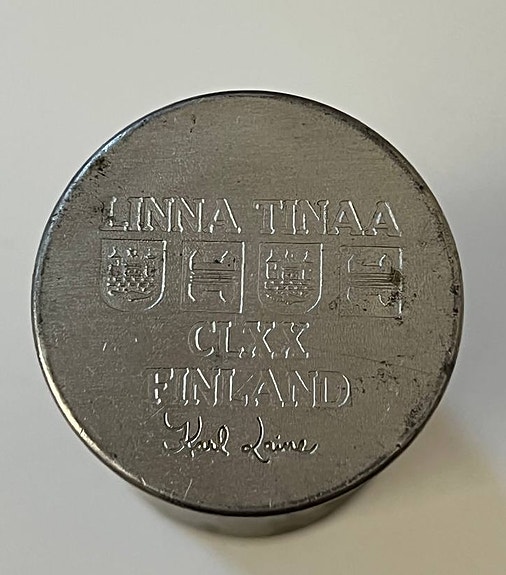 LINNA TINAA
CLXX
FINLAND
Karl Laine